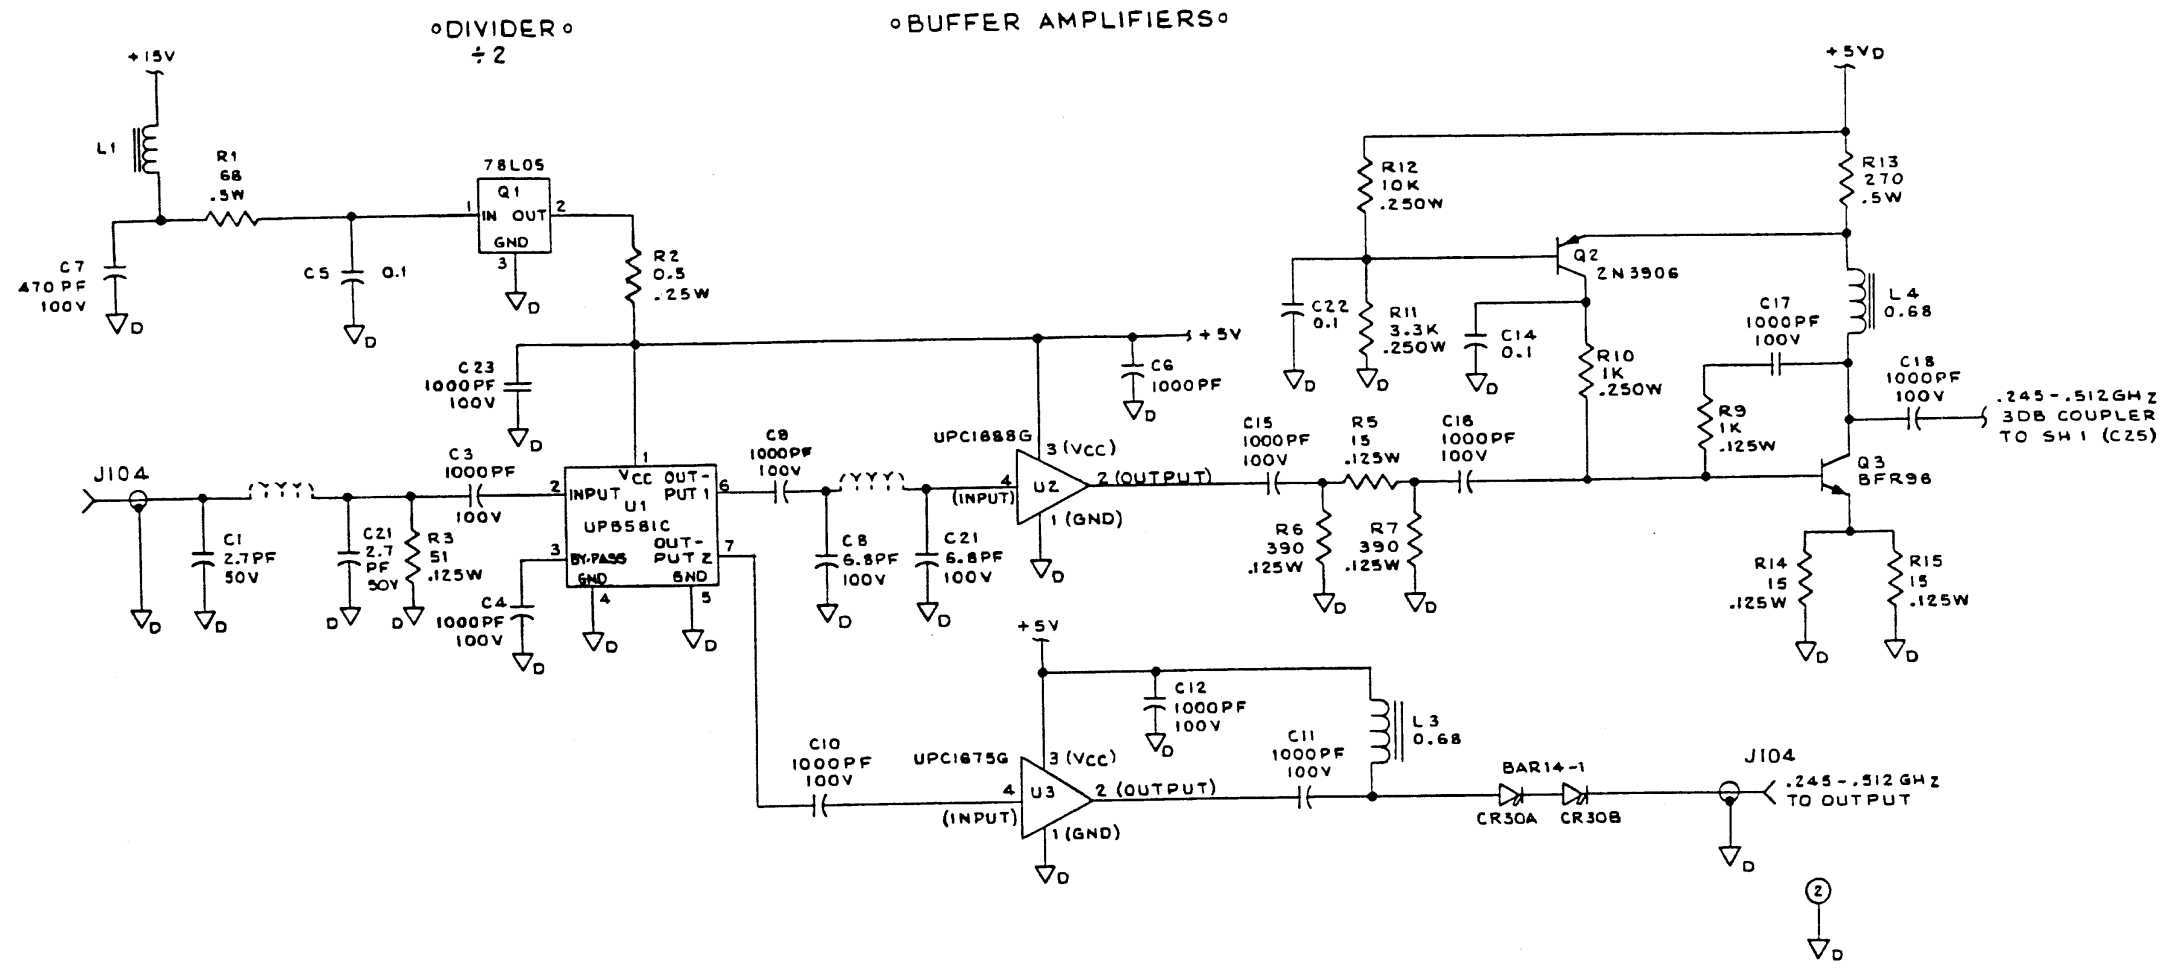 °DIVIDER°
÷2
°BUFFER AMPLIFIERS°
+15V
L1
R1
68
.5W
C7
470PF
100V
D
C5
0.1
D
78L05
Q1
1
IN
OUT
2
GND
3
D
R2
0.5
.25W
C23
1000PF
100V
D
+5V
C6
1000PF
D
J104
D
C1
2.7PF
50V
D
C21
2.7
PF
50V
D
R3
51
.125W
D
C3
1000PF
100V
1
VCC
OUT-
PUT 1
6
2
INPUT
U1
UPB581C
OUT-
PUT 2
7
3
BY-PASS
GND
GND
4
5
D
D
C4
1000PF
100V
D
C9
1000PF
100V
C8
6.8PF
100V
D
C21
6.8PF
100V
D
UPC1688G
3 (VCC)
4
(INPUT)
U2
2 (OUTPUT)
1 (GND)
D
C15
1000PF
100V
R5
15
.125W
C16
1000PF
100V
R6
390
.125W
D
R7
390
.125W
D
+5VD
R12
10K
.250W
R13
270
.5W
Q2
2N3906
C22
0.1
D
R11
3.3K
.250W
D
C14
0.1
D
R10
1K
.250W
C17
1000PF
100V
L4
0.68
R9
1K
.125W
C18
1000PF
100V
.245-.512GHZ
3DB COUPLER
TO SH1 (C25)
Q3
BFR96
R14
15
.125W
D
R15
15
.125W
D
+5V
C12
1000PF
100V
D
L3
0.68
C10
1000PF
100V
UPC1675G
3 (VCC)
4
(INPUT)
U3
2 (OUTPUT)
1 (GND)
D
C11
1000PF
100V
BAR14-1
CR30A
CR30B
J104
.245-.512GHZ
TO OUTPUT
D
2
D